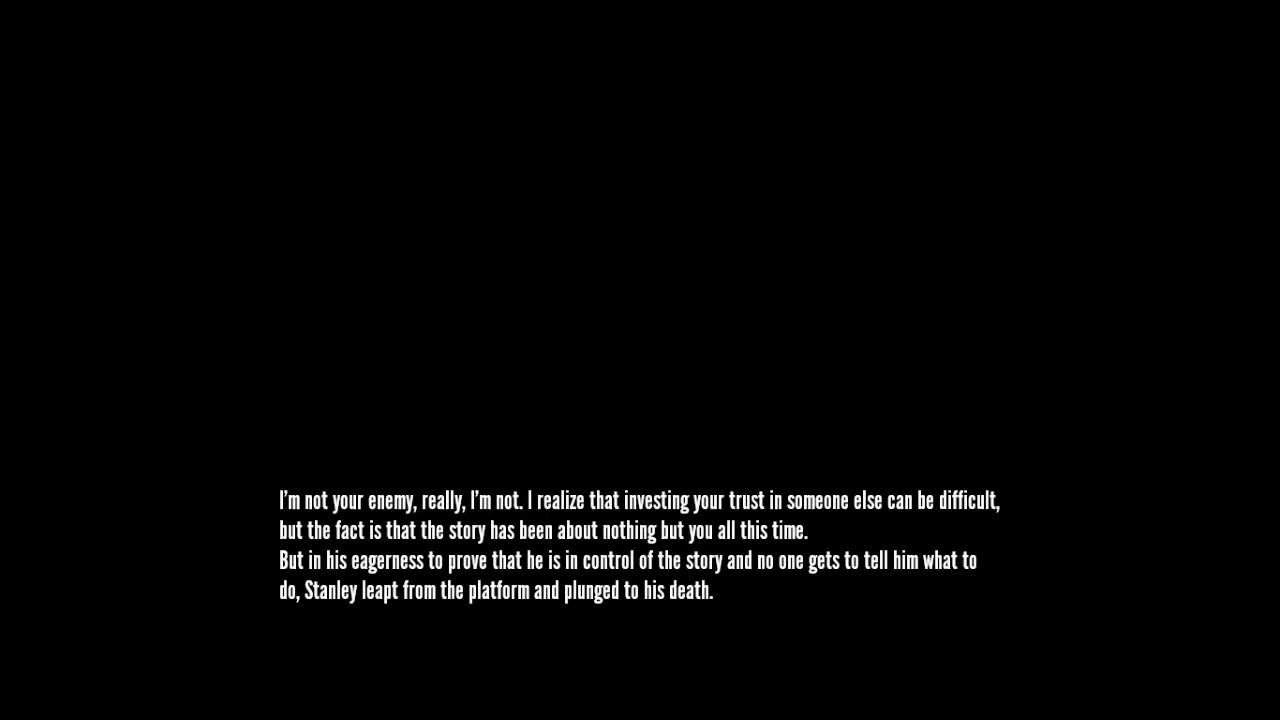 I'm not your enemy, really, I'm not. I realize that investing your trust in someone else can be difficult,
but the fact is that the story has been about nothing but you all this time.
But in his eagerness to prove that he is in control of the story and no one gets to tell him what to
do, Stanley leapt from the platform and plunged to his death.